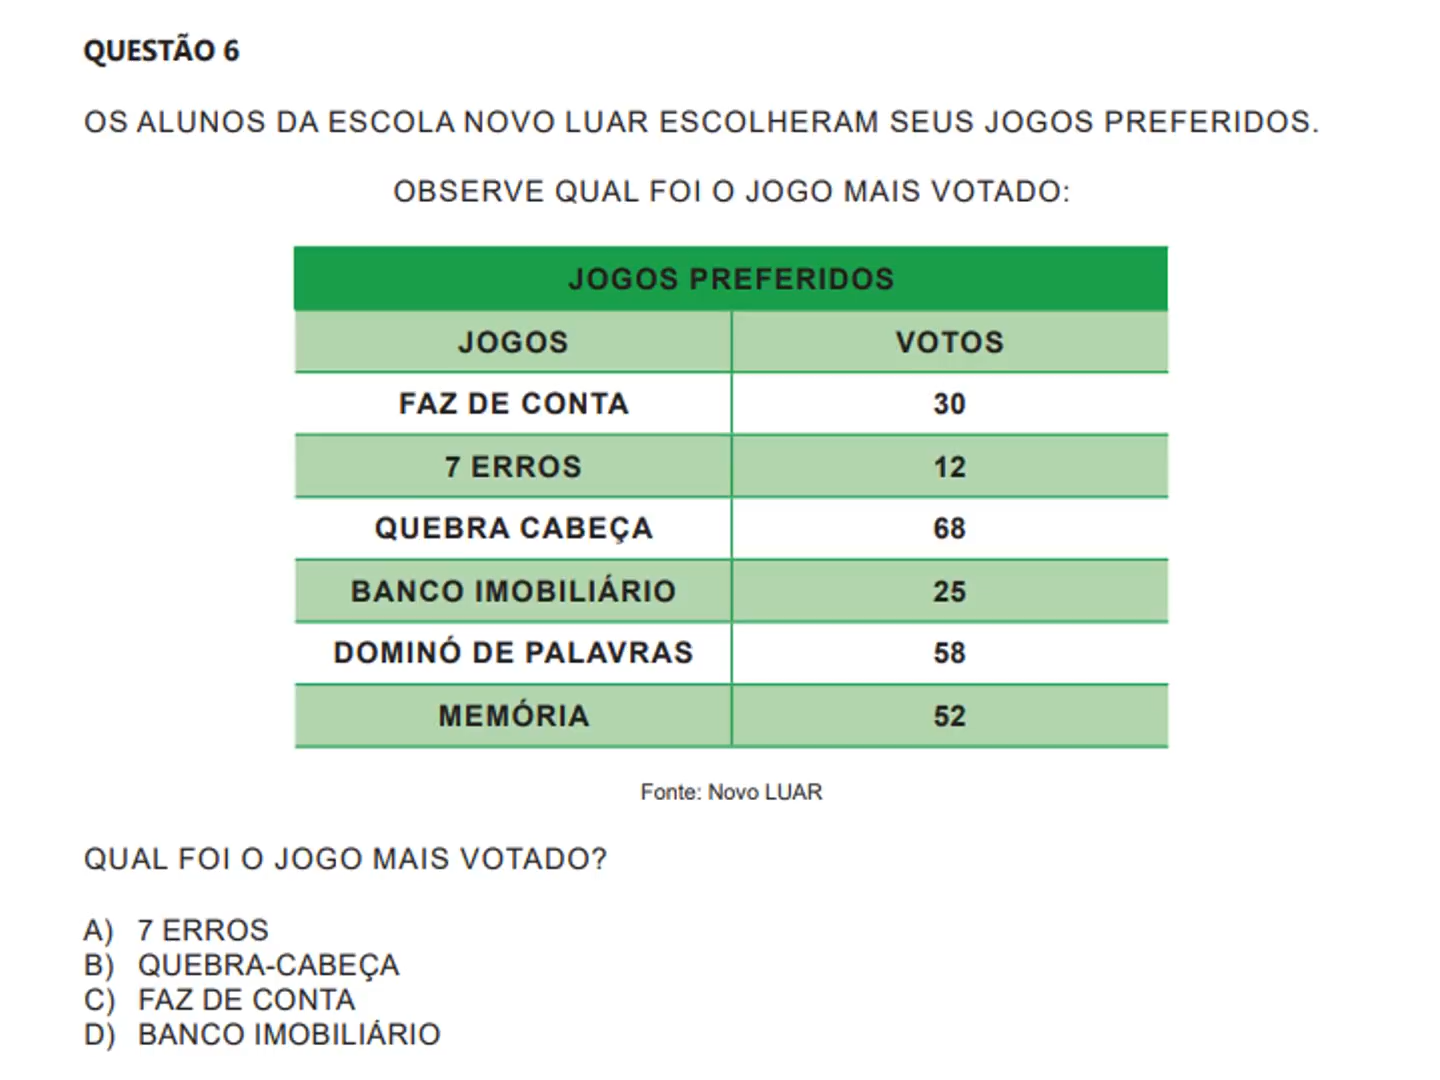 QUESTÃO 6
OS ALUNOS DA ESCOLA NOVO LUAR ESCOLHERAM SEUS JOGOS PREFERIDOS.
OBSERVE QUAL FOI O JOGO MAIS VOTADO:
JOGOS PREFERIDOS
JOGOS VOTOS
FAZ DE CONTA 30
7 ERROS 12
QUEBRA CABEÇA 68
BANCO IMOBILIÁRIO 25
DOMINÓ DE PALAVRAS 58
MEMÓRIA 52
Fonte: Novo LUAR
QUAL FOI O JOGO MAIS VOTADO?
A) 7 ERROS
B) QUEBRA-CABEÇA
C) FAZ DE CONTA
D) BANCO IMOBILIÁRIO